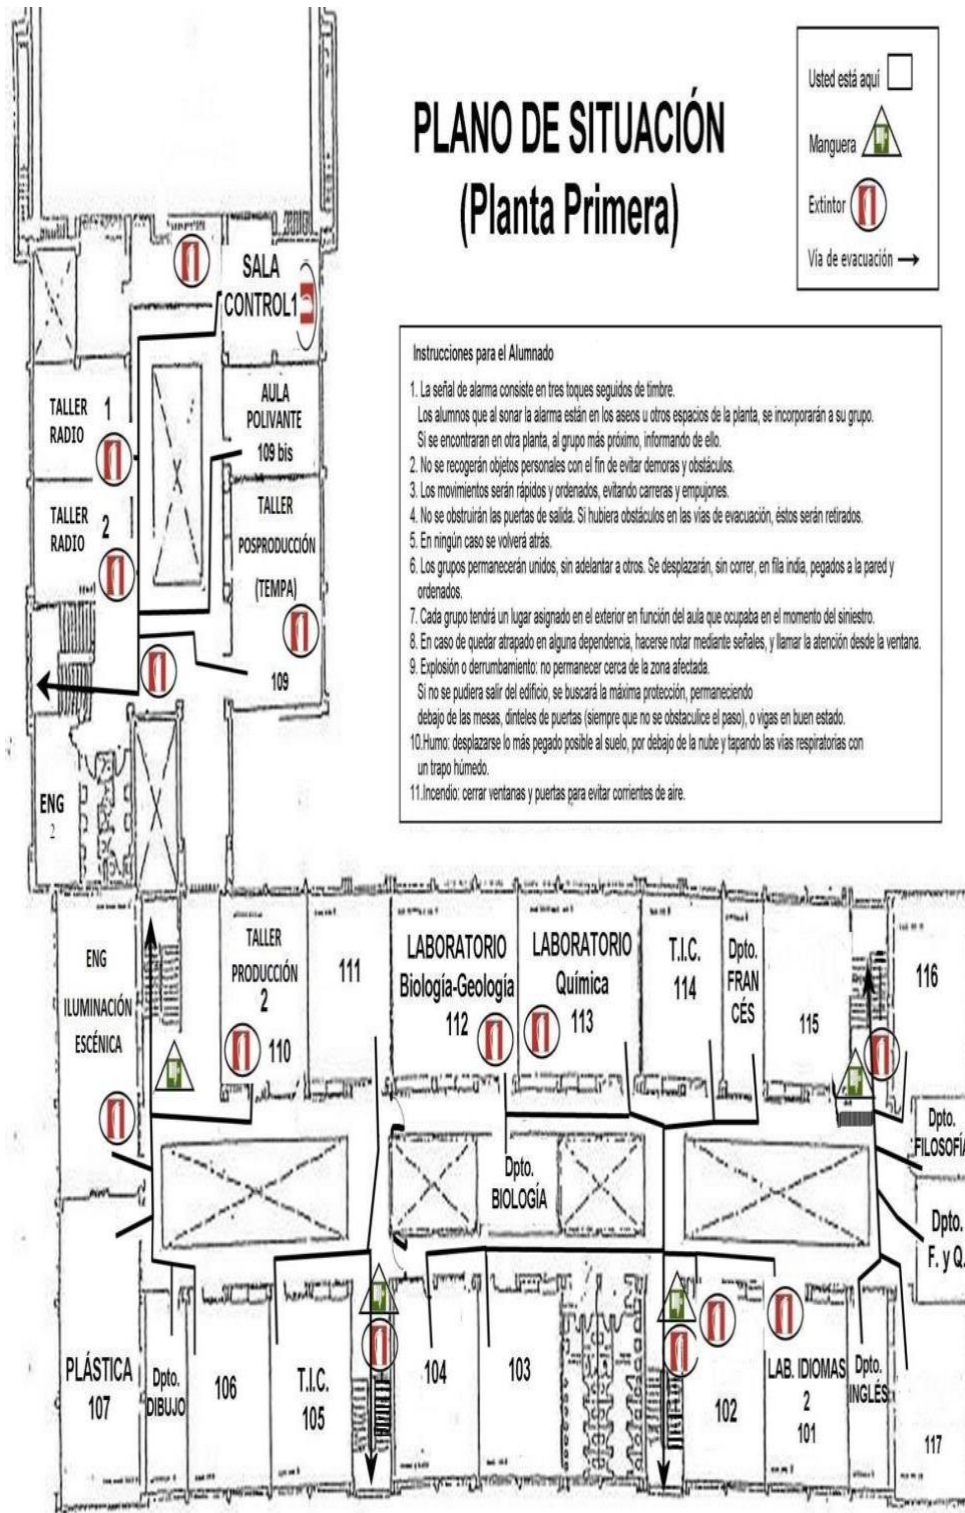 PLANO DE SITUACIÓN
(Planta Primera)
Usted está aquí
Manguera
Extintor
Vía de evacuación
Instrucciones para el Alumnado
1. La señal de alarma consiste en tres toques seguidos de timbre.
Los alumnos que al sonar la alarma están en los aseos u otros espacios de la planta, se incorporarán a su grupo.
Si se encontraran en otra planta, al grupo más próximo, informando de ello.
2. No se recogerán objetos personales con el fin de evitar demoras y obstáculos.
3. Los movimientos serán rápidos y ordenados, evitando carreras y empujones.
4. No se obstruirán las puertas de salida. Si hubiera obstáculos en las vías de evacuación, éstos serán retirados.
5. En ningún caso se volverá atrás.
6. Los grupos permanecerán unidos, sin adelantar a otros. Se desplazarán, sin correr, en fila india, pegados a la pared y
ordenados.
7. Cada grupo tendrá un lugar asignado en el exterior en función del aula que ocupaba en el momento del siniestro.
8. En caso de quedar atrapado en alguna dependencia, hacerse notar mediante señales, y llamar la atención desde la ventana.
9. Explosión o derrumbamiento: no permanecer cerca de la zona afectada.
Si no se pudiera salir del edificio, se buscará la máxima protección, permaneciendo
debajo de las mesas, dinteles de puertas (siempre que no se obstaculice el paso), o vigas en buen estado.
10.Humo: desplazarse lo más pegado posible al suelo, por debajo de la nube y tapando las vías respiratorias con
un trapo húmedo.
11.Incendio: cerrar ventanas y puertas para evitar corrientes de aire.
SALA
CONTROL1
TALLER 1
RADIO
AULA
POLIVANTE
109 bis
TALLER 2
RADIO
TALLER
POSPRODUCCIÓN
(TEMPA)
109
ENG
2
ENG
ILUMINACIÓN
ESCÉNICA
TALLER
PRODUCCIÓN
2
110
111
LABORATORIO
Biología-Geología
112
LABORATORIO
Química
113
T.I.C.
114
Dpto.
FRAN
CÉS
115
116
Dpto.
FILOSOFÍA
Dpto.
BIOLOGÍA
Dpto.
F. y Q.
PLÁSTICA
107
Dpto.
DIBUJO
106
T.I.C.
105
104
103
102
LAB. IDIOMAS
2
101
Dpto.
INGLÉS
117